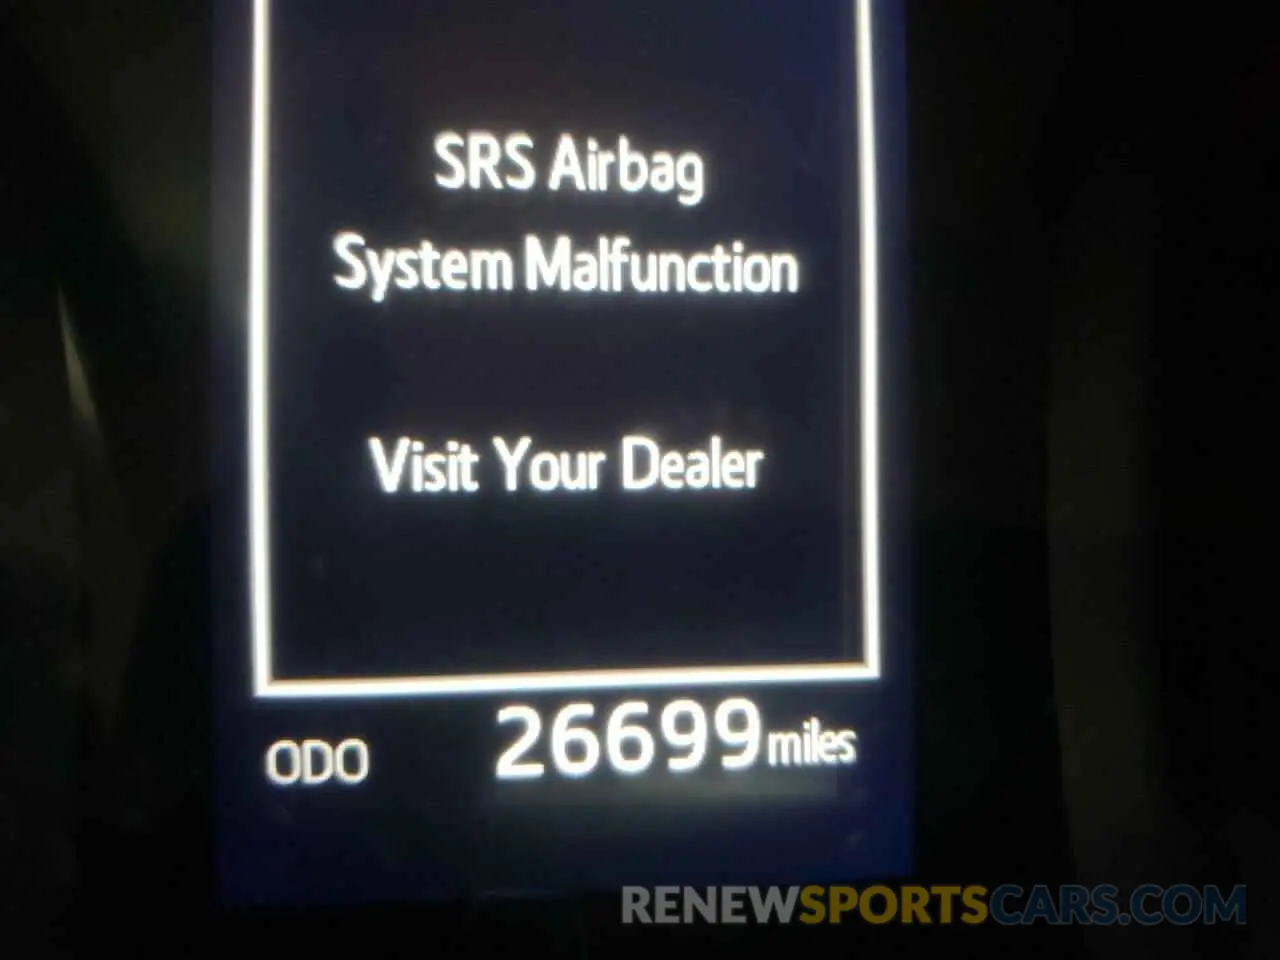 SRS Airbag
System Malfunction
Visit Your Dealer
ODO 26699 miles
RENEWSPORTSCARS.COM